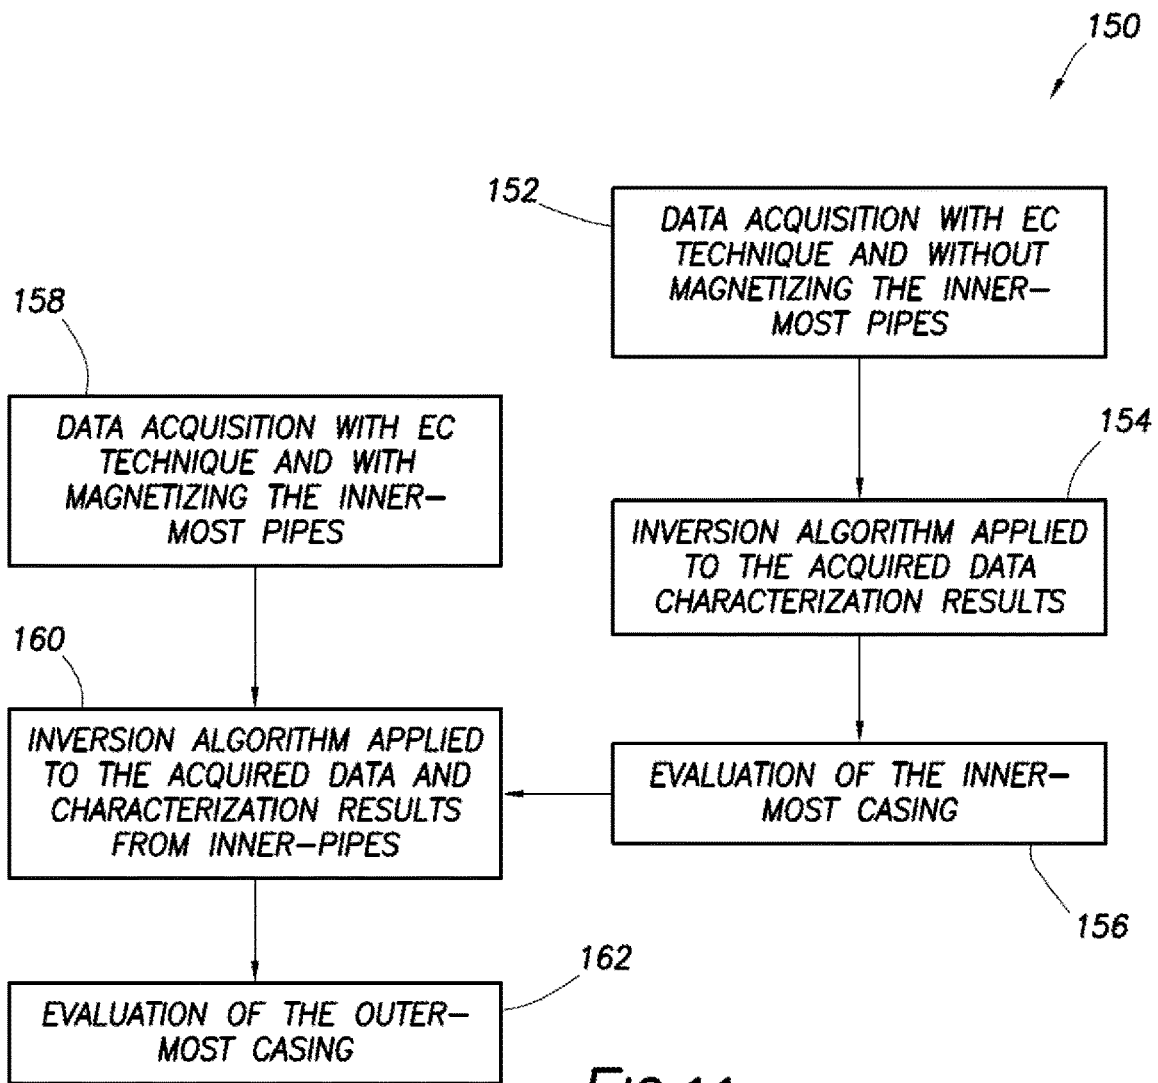 150
152
DATA ACQUISITION WITH EC
TECHNIQUE AND WITHOUT
MAGNETIZING THE INNER–
MOST PIPES
158
DATA ACQUISITION WITH EC
TECHNIQUE AND WITH
MAGNETIZING THE INNER–
MOST PIPES
154
INVERSION ALGORITHM APPLIED
TO THE ACQUIRED DATA
CHARACTERIZATION RESULTS
160
INVERSION ALGORITHM APPLIED
TO THE ACQUIRED DATA AND
CHARACTERIZATION RESULTS
FROM INNER–PIPES
EVALUATION OF THE INNER–
MOST CASING
156
162
EVALUATION OF THE OUTER–
MOST CASING